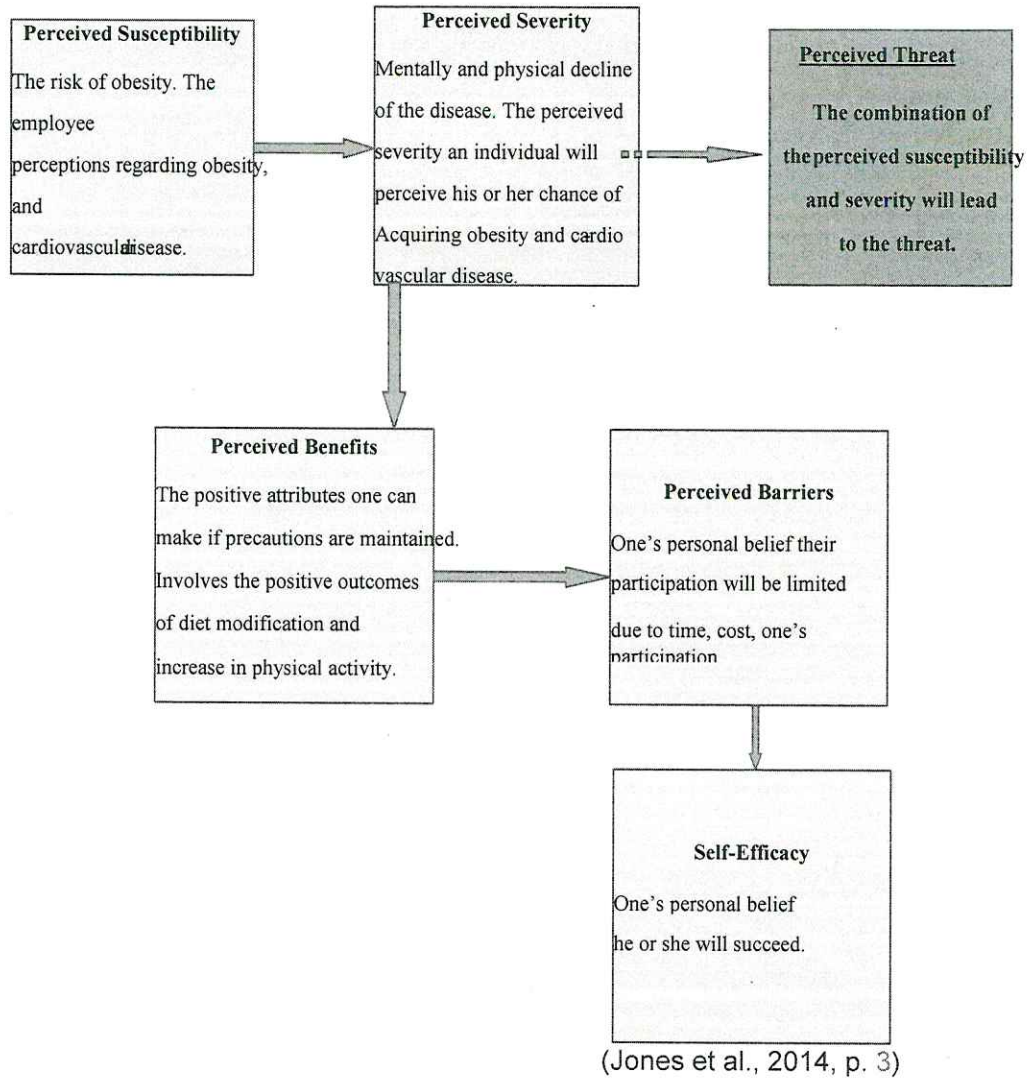 Perceived Susceptibility
The risk of obesity. The
employee
perceptions regarding obesity,
and
cardiovascular disease.
Perceived Severity
Mentally and physical decline
of the disease. The perceived
severity an individual will
perceive his or her chance of
Acquiring obesity and cardio
vascular disease.
Perceived Threat
The combination of
the perceived susceptibility
and severity will lead
to the threat.
Perceived Benefits
The positive attributes one can
make if precautions are maintained.
Involves the positive outcomes
of diet modification and
increase in physical activity.
Perceived Barriers
One's personal belief their
participation will be limited
due to time, cost, one's
participation
Self-Efficacy
One's personal belief
he or she will succeed.
(Jones et al., 2014, p. 3)